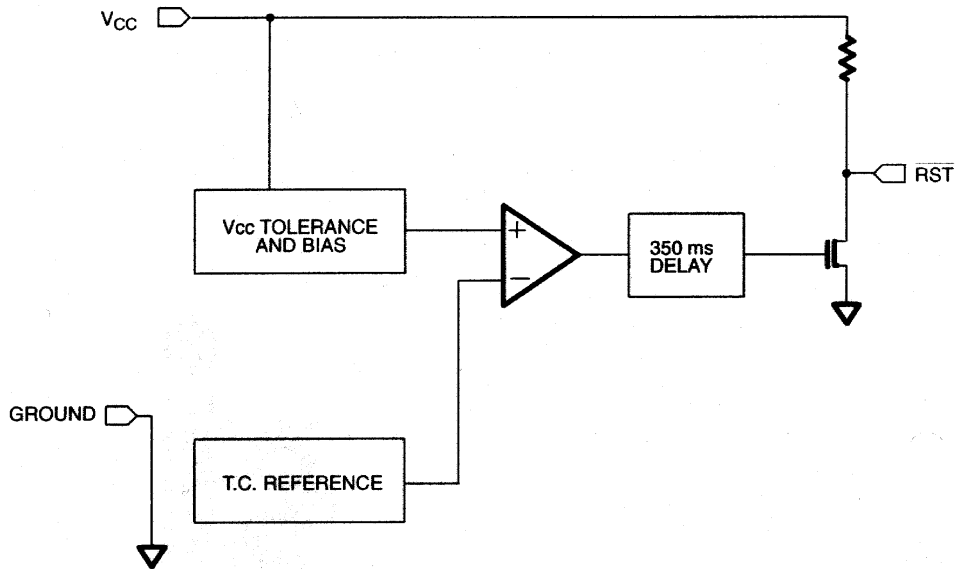 VCC
RST
Vcc TOLERANCE
AND BIAS
+
−
350 ms
DELAY
GROUND
T.C. REFERENCE